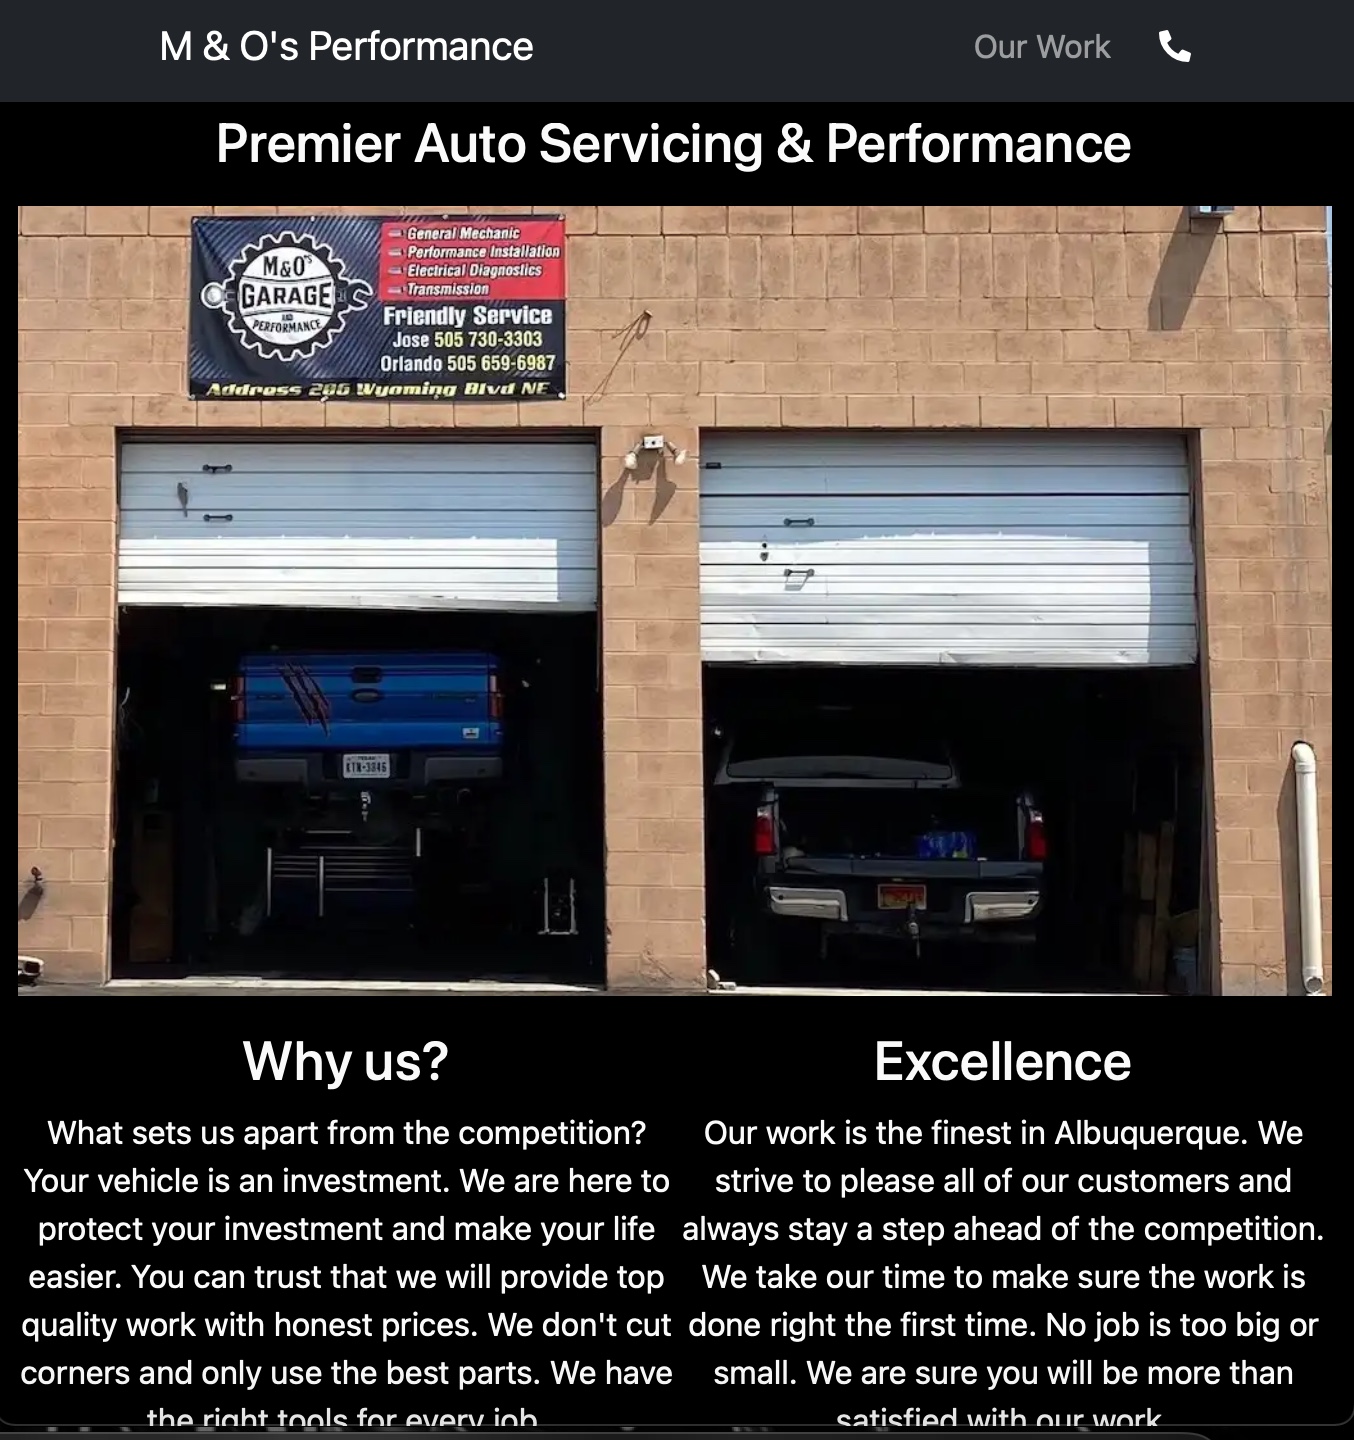 M & O's Performance
Our Work
Premier Auto Servicing & Performance
M&O's
GARAGE
AND
PERFORMANCE
General Mechanic
Performance Installation
Electrical Diagnostics
Transmission
Friendly Service
Jose 505 730-3303
Orlando 505 659-6987
Address 206 Wyoming Blvd NE
Why us?
What sets us apart from the competition?
Your vehicle is an investment. We are here to
protect your investment and make your life
easier. You can trust that we will provide top
quality work with honest prices. We don't cut
corners and only use the best parts. We have
the right tools for every job
Excellence
Our work is the finest in Albuquerque. We
strive to please all of our customers and
always stay a step ahead of the competition.
We take our time to make sure the work is
done right the first time. No job is too big or
small. We are sure you will be more than
satisfied with our work